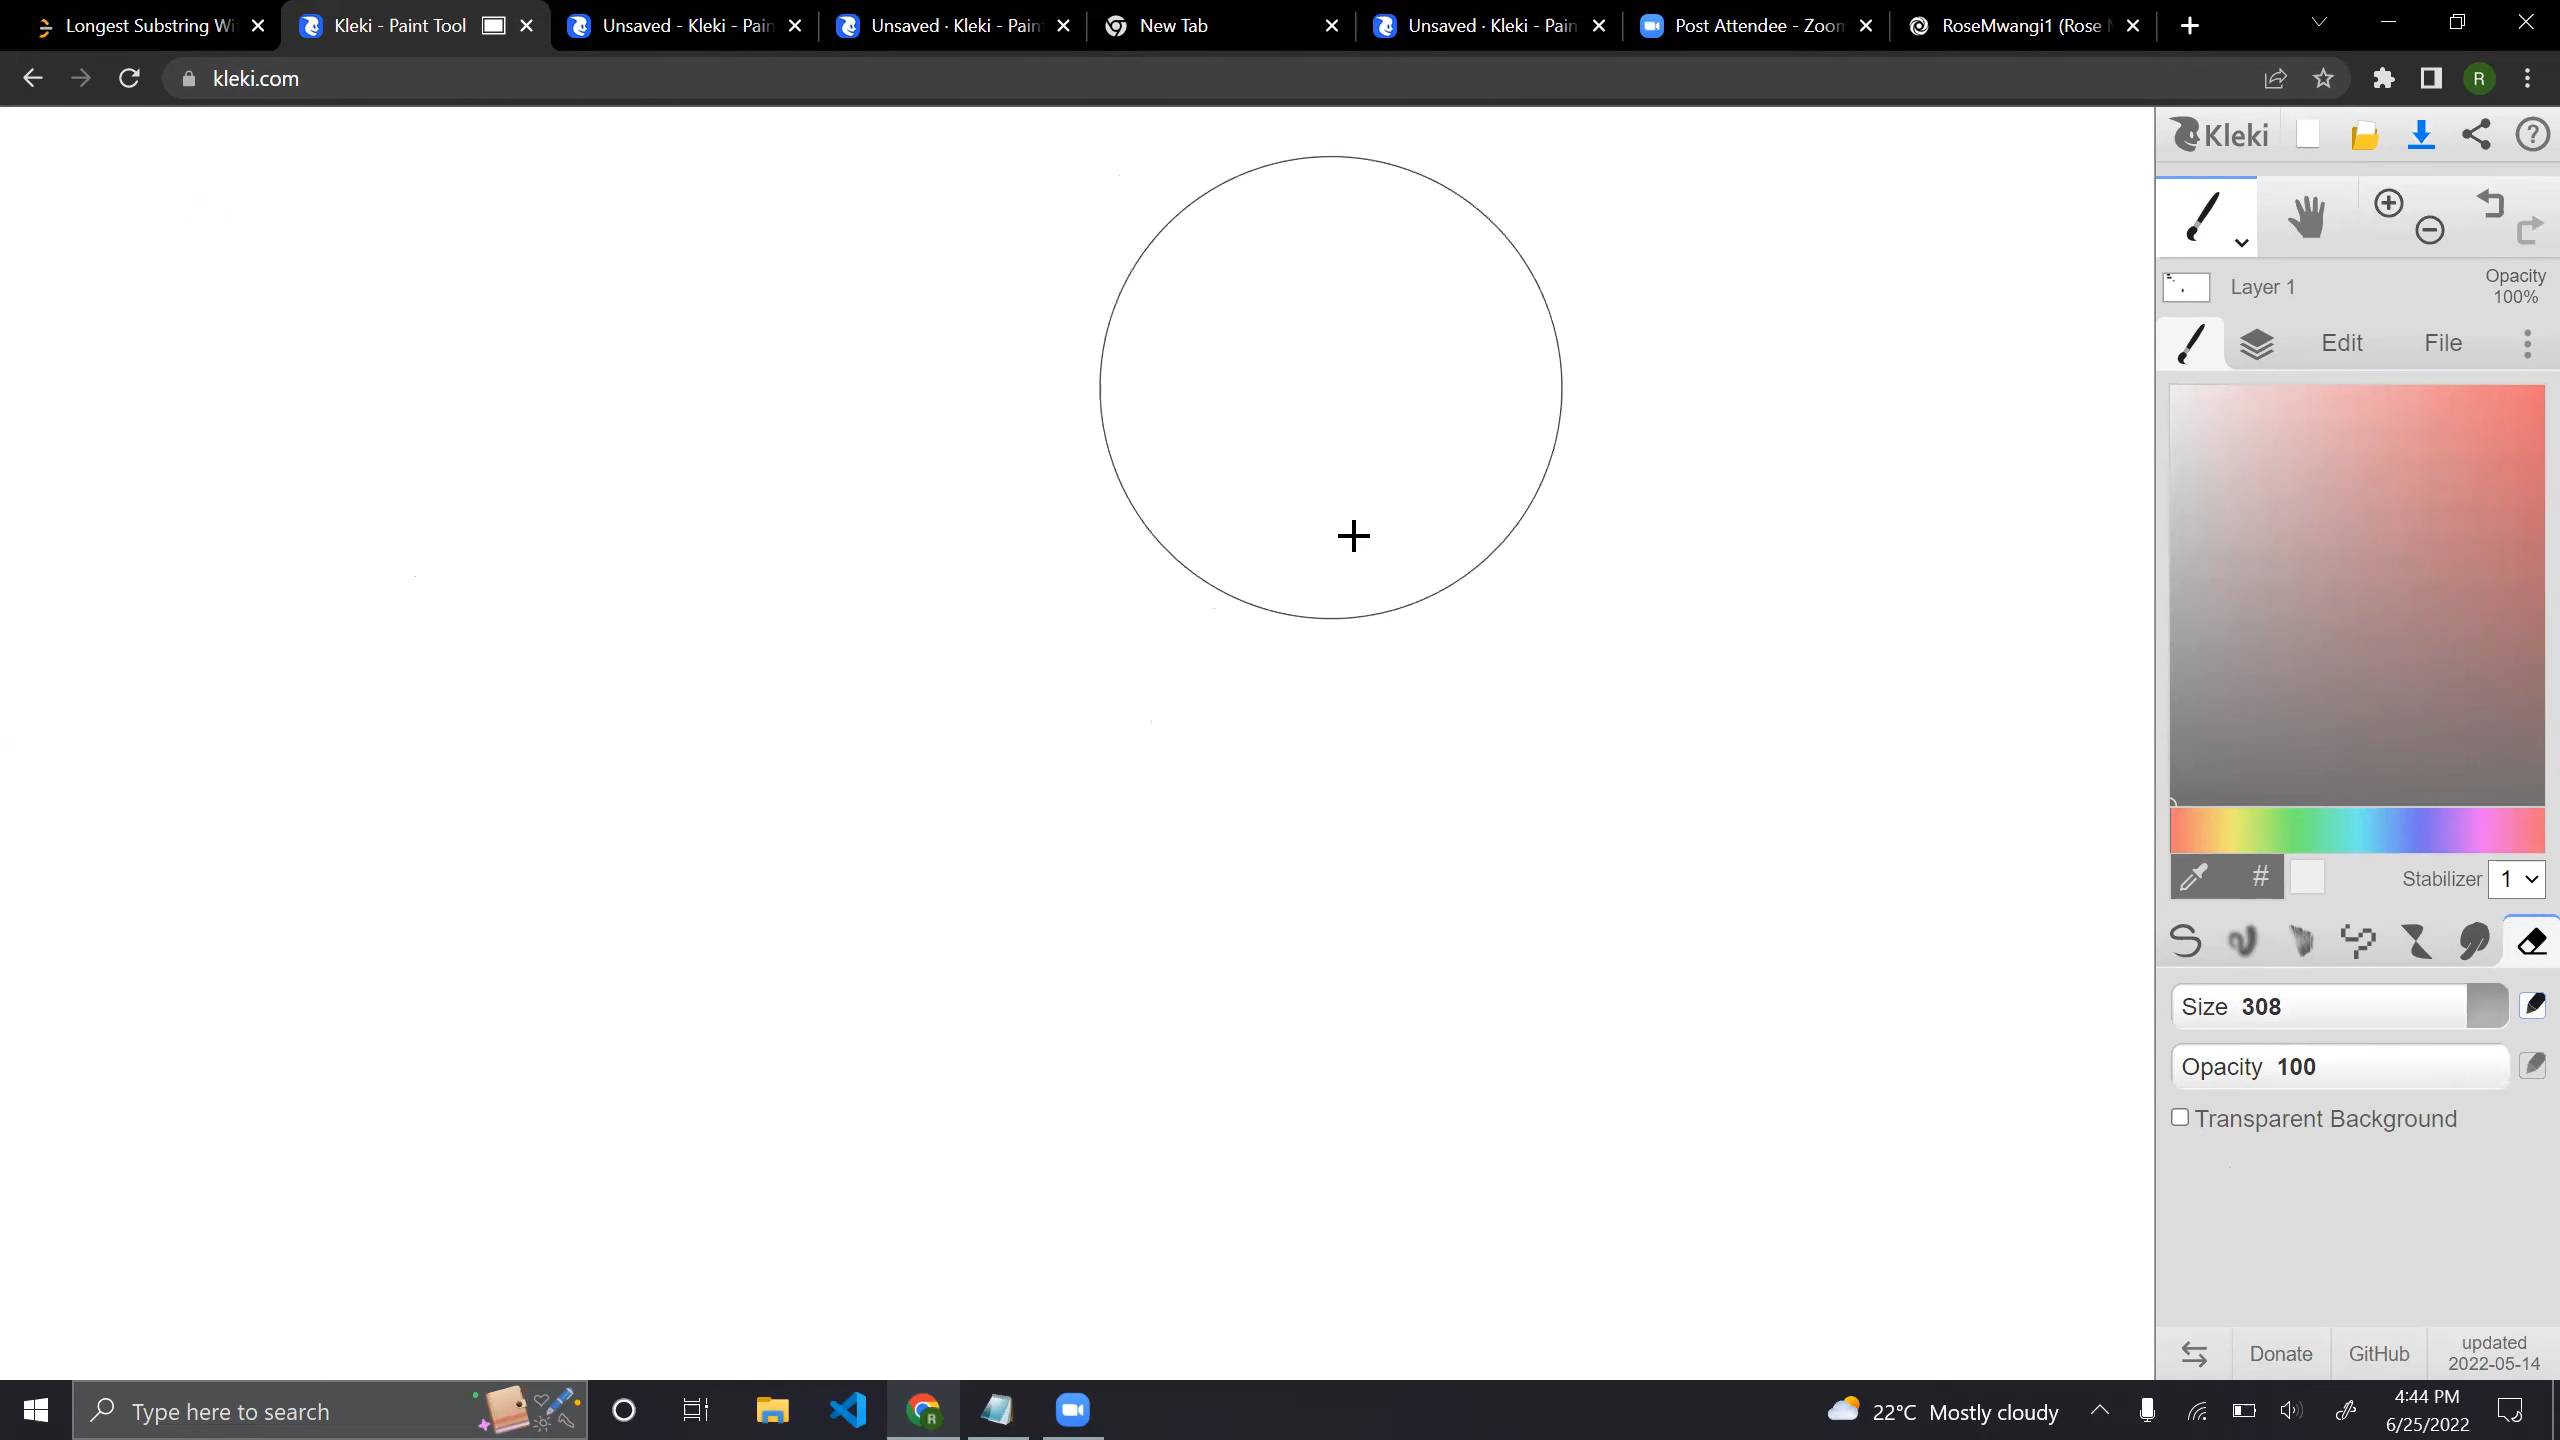 Longest Substring Wi
Kleki - Paint Tool
Unsaved - Kleki - Pain
Unsaved · Kleki - Pain
New Tab
Unsaved · Kleki - Pain
Post Attendee - Zoom
RoseMwangi1 (Rose M
kleki.com
R
Kleki
Layer 1
Opacity
100%
Edit
File
#
Stabilizer
1
Size 308
Opacity 100
Transparent Background
Donate
GitHub
updated
2022-05-14
Type here to search
R
22°C Mostly cloudy
4:44 PM
6/25/2022